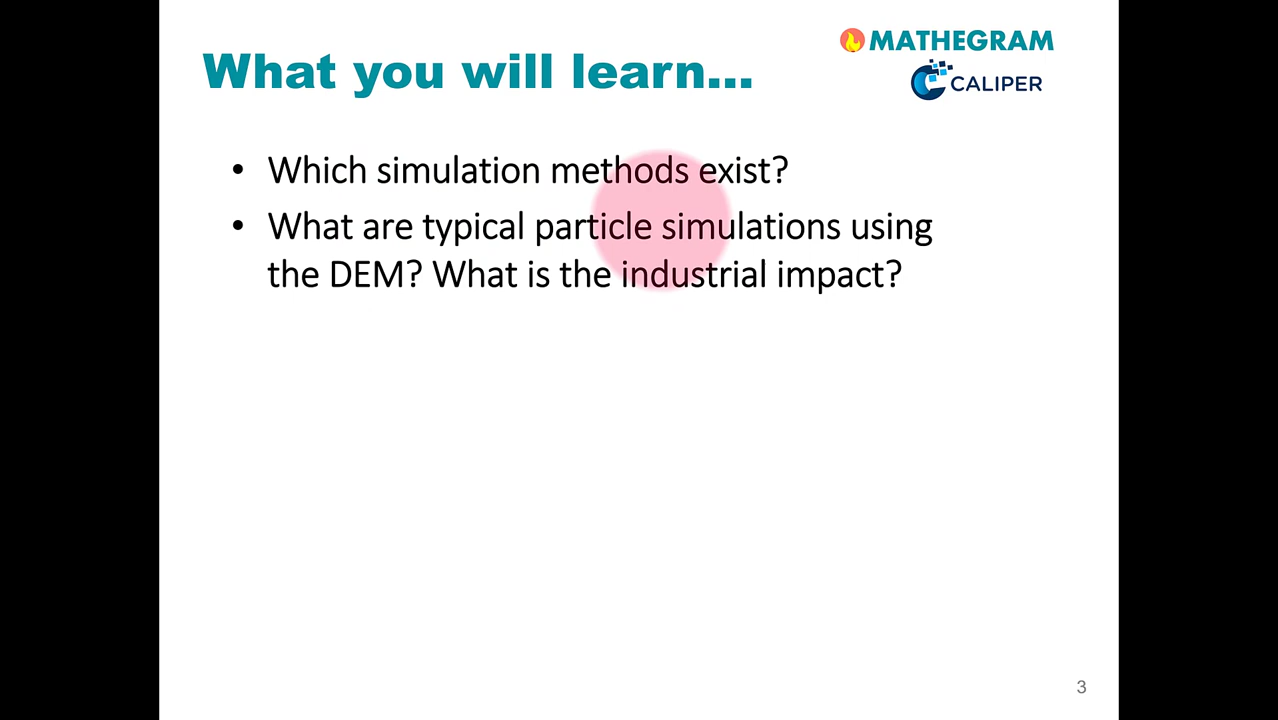 What you will learn...
MATHEGRAM
CALIPER
• Which simulation methods exist?
• What are typical particle simulations using
the DEM? What is the industrial impact?
3